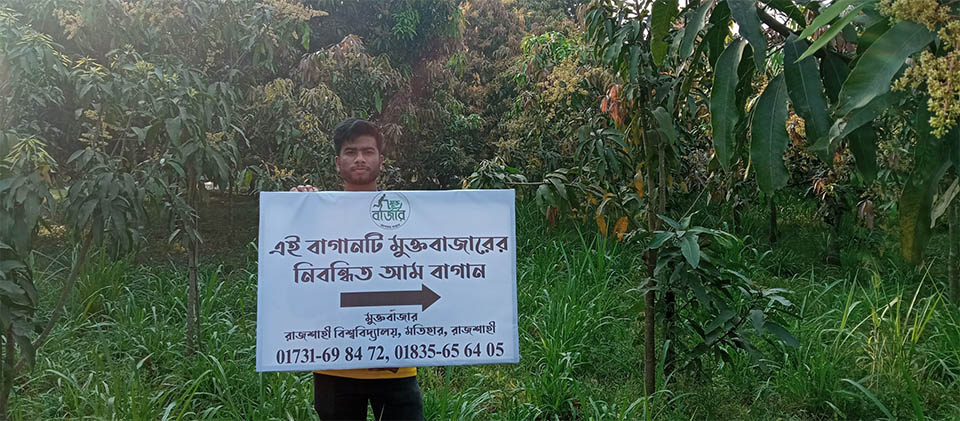 মুক্ত
বাজার
এই বাগানটি মুক্তবাজারের
নিবন্ধিত আম বাগান
মুক্তবাজার
রাজশাহী বিশ্ববিদ্যালয়, মতিহার, রাজশাহী
01731-69 84 72, 01835-65 64 05